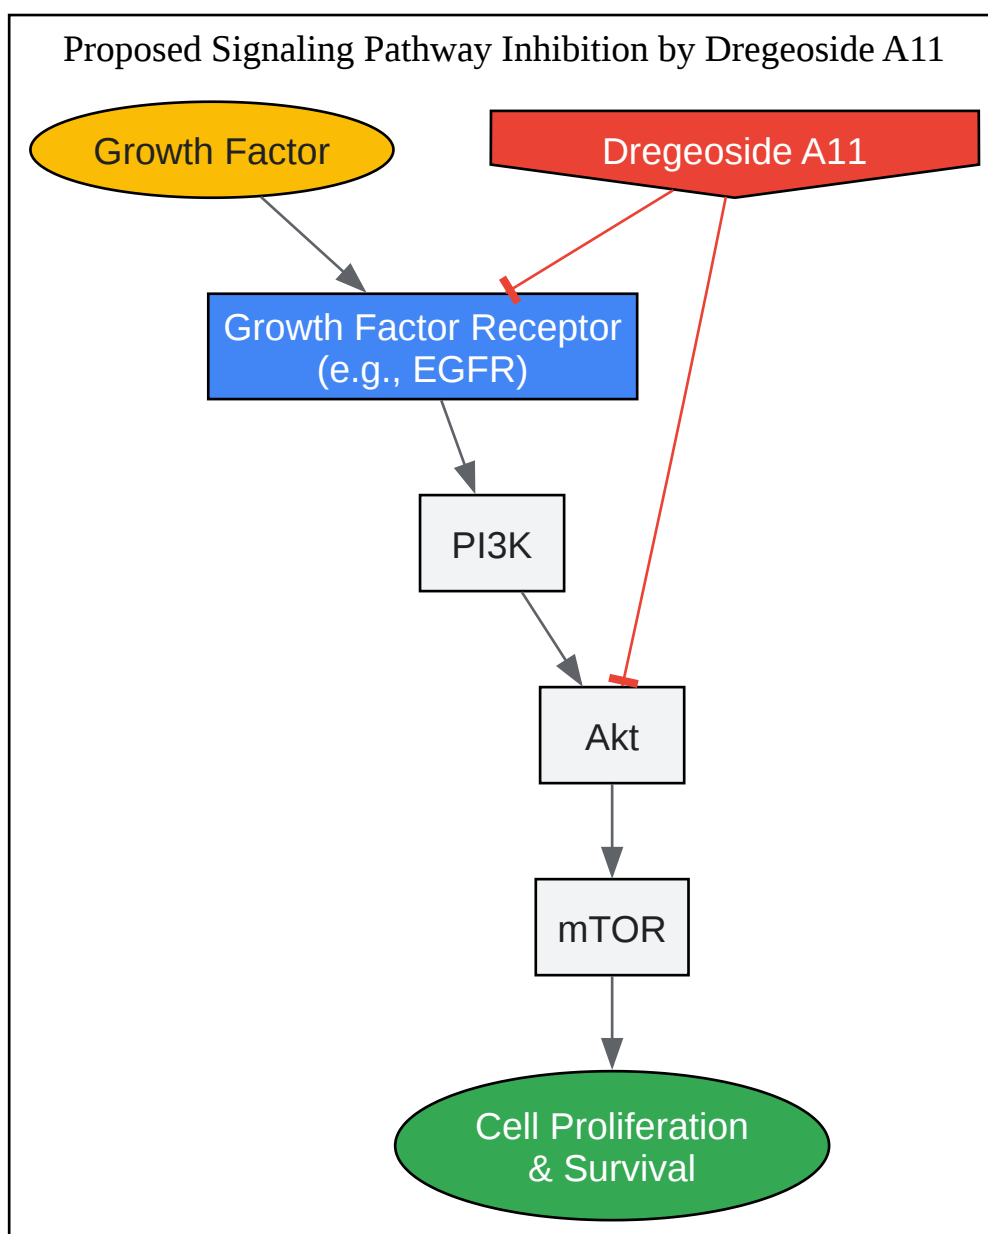 Proposed Signaling Pathway Inhibition by Dregeoside A11
Growth Factor
Dregeoside A11
Growth Factor Receptor
(e.g., EGFR)
PI3K
Akt
mTOR
Cell Proliferation
& Survival